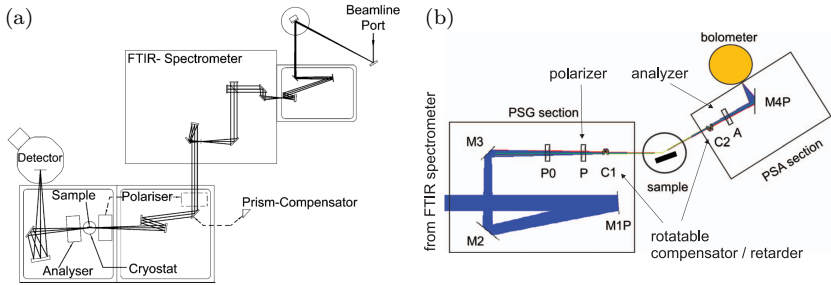 (a)
Beamline
Port
FTIR- Spectrometer
Detector
Sample
Polariser
Prism-Compensator
Analyser
Cryostat
(b)
bolometer
polarizer
analyzer
PSG section
M4P
M3
C2
A
PSA section
P0
P
C1
sample
from FTIR spectrometer
M2
M1P
rotatable
compensator / retarder